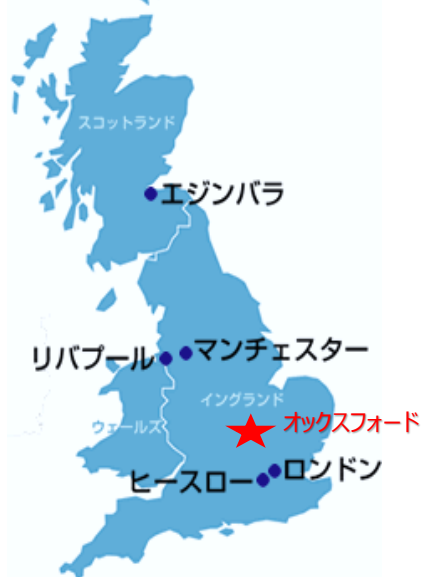 スコットランド
エジンバラ
リバプール
マンチェスター
イングランド
オックスフォード
ウェールズ
ロンドン
ヒースロー